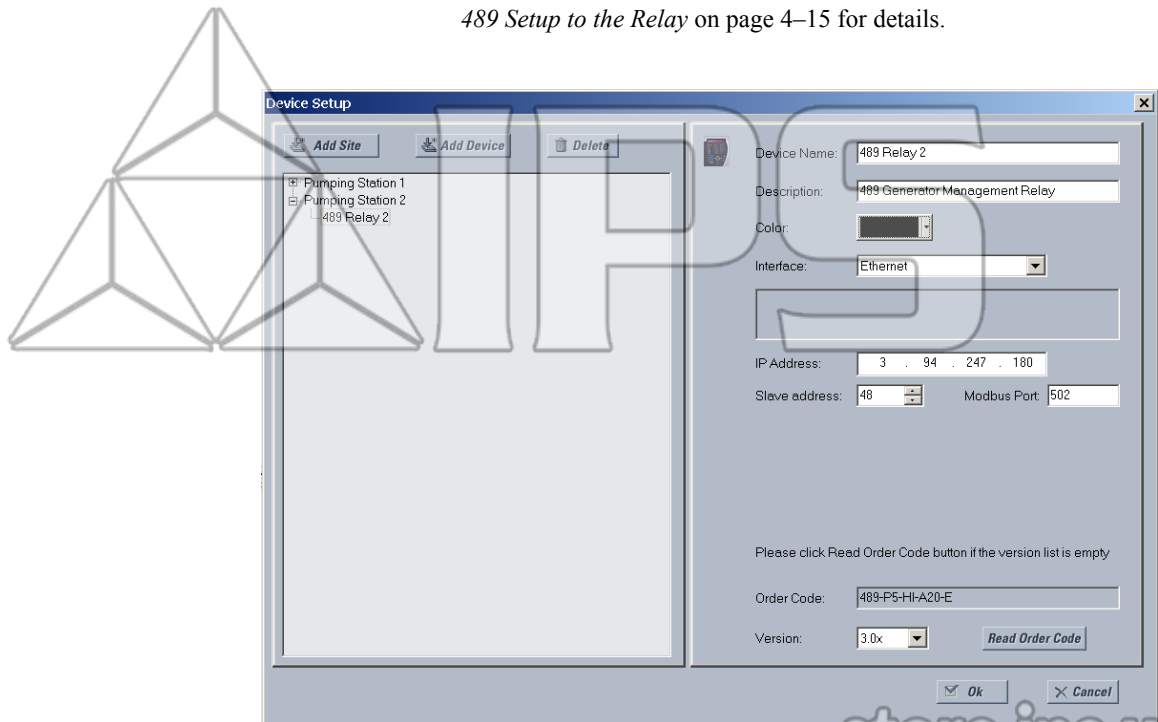 489 Setup to the Relay on page 4–15 for details.
Device Setup
Add Site Add Device Delete
Pumping Station 1
Pumping Station 2
489 Relay 2
Device Name: 489 Relay 2
Description: 489 Generator Management Relay
Color:
Interface: Ethernet
IP Address: 3 . 94 . 247 . 180
Slave address: 48 Modbus Port: 502
Please click Read Order Code button if the version list is empty
Order Code: 489-P5-HI-A20-E
Version: 3.0x Read Order Code
Ok Cancel
IPS